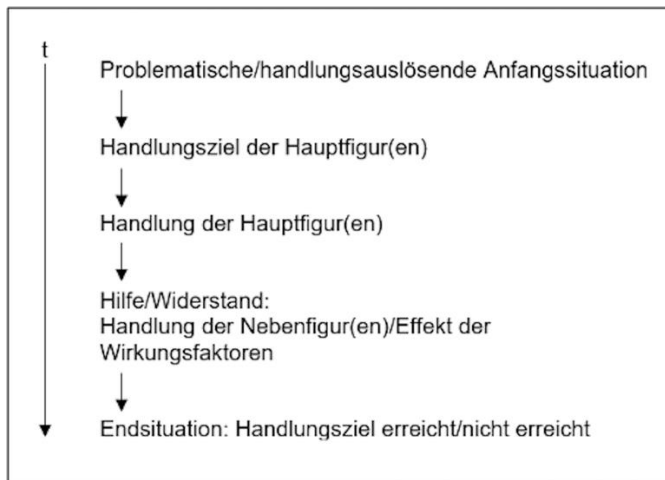 t
Problematische/handlungsauslösende Anfangssituation
Handlungsziel der Hauptfigur(en)
Handlung der Hauptfigur(en)
Hilfe/Widerstand:
Handlung der Nebenfigur(en)/Effekt der
Wirkungsfaktoren
Endsituation: Handlungsziel erreicht/nicht erreicht